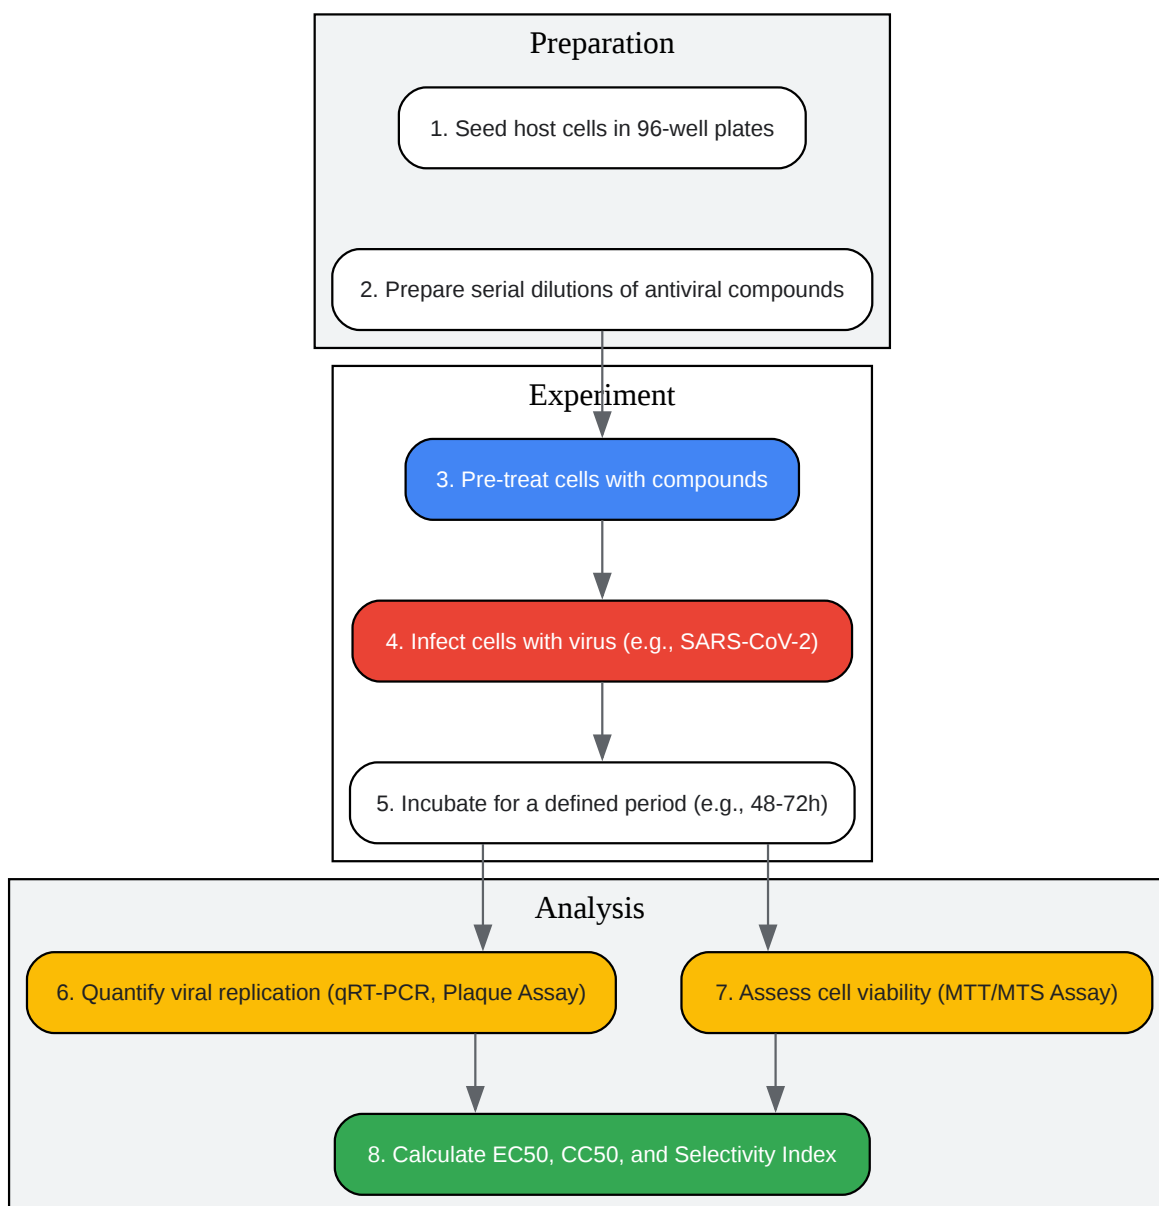 Preparation
1. Seed host cells in 96-well plates
2. Prepare serial dilutions of antiviral compounds
Experiment
3. Pre-treat cells with compounds
4. Infect cells with virus (e.g., SARS-CoV-2)
5. Incubate for a defined period (e.g., 48-72h)
Analysis
6. Quantify viral replication (qRT-PCR, Plaque Assay)
7. Assess cell viability (MTT/MTS Assay)
8. Calculate EC50, CC50, and Selectivity Index